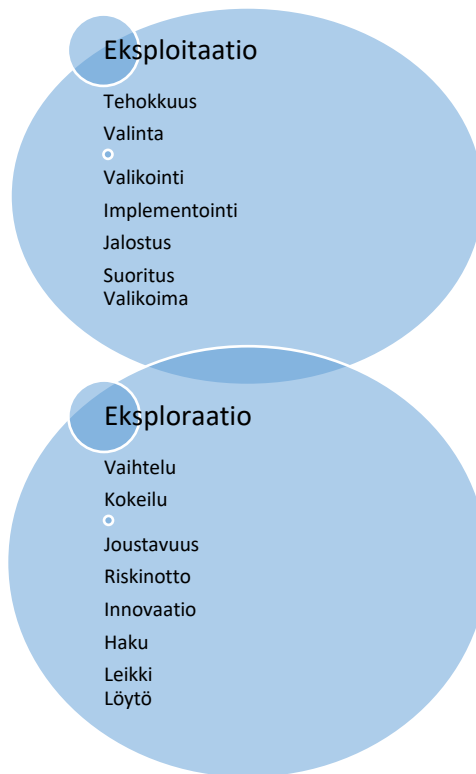 Eksploitaatio
Tehokkuus
Valinta
Valikointi
Implementointi
Jalostus
Suoritus
Valikoima
Eksploraatio
Vaihtelu
Kokeilu
Joustavuus
Riskinotto
Innovaatio
Haku
Leikki
Löytö